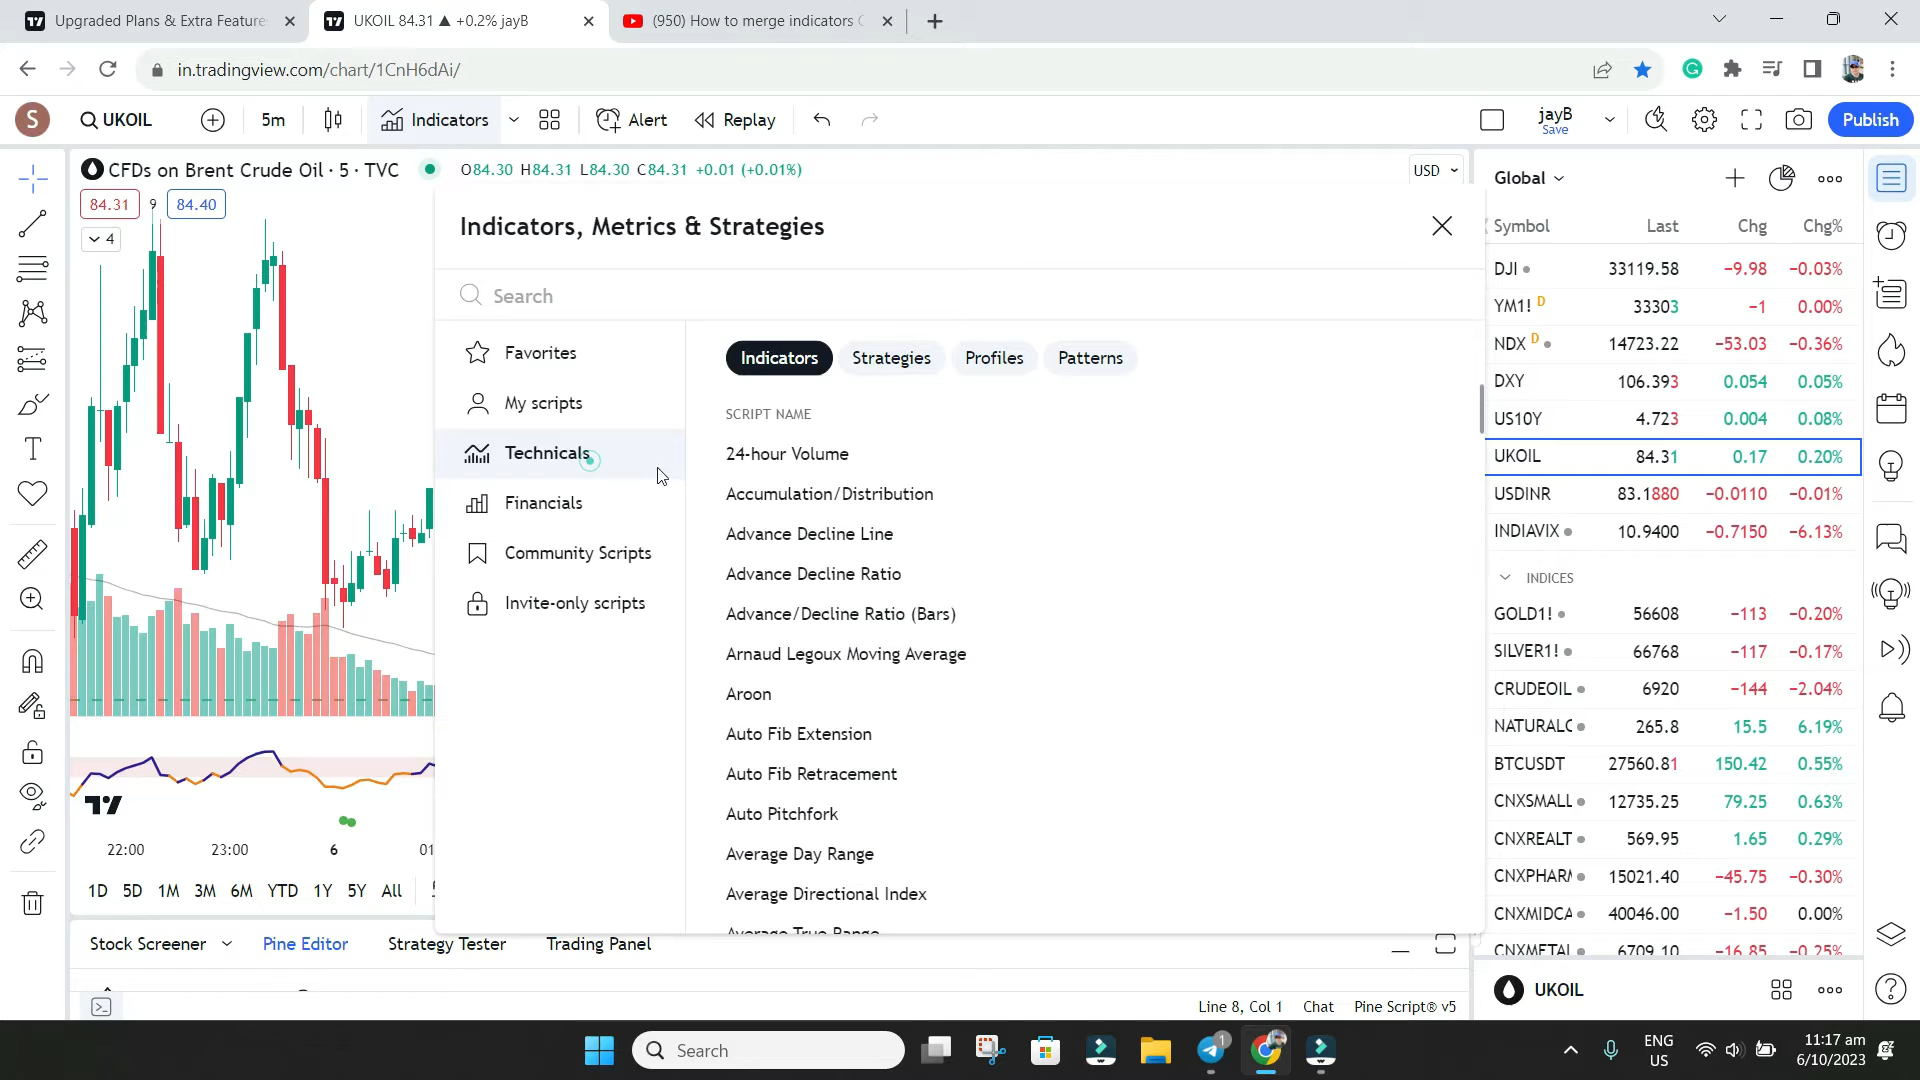 Upgraded Plans & Extra Feature
UKOIL 84.31 ▲ +0.2% jayB
(950) How to merge indicators
in.tradingview.com/chart/1CnH6dAi/
S
UKOIL
5m
Indicators
Alert
Replay
jayB
Save
Publish
CFDs on Brent Crude Oil · 5 · TVC
O84.30 H84.31 L84.30 C84.31 +0.01 (+0.01%)
USD
84.31
9
84.40
4
Indicators, Metrics & Strategies
Search
Favorites
My scripts
Technicals
Financials
Community Scripts
Invite-only scripts
Indicators
Strategies
Profiles
Patterns
SCRIPT NAME
24-hour Volume
Accumulation/Distribution
Advance Decline Line
Advance Decline Ratio
Advance/Decline Ratio (Bars)
Arnaud Legoux Moving Average
Aroon
Auto Fib Extension
Auto Fib Retracement
Auto Pitchfork
Average Day Range
Average Directional Index
Average True Range
22:00 23:00 6 01
1D 5D 1M 3M 6M YTD 1Y 5Y All
Stock Screener
Pine Editor
Strategy Tester
Trading Panel
Line 8, Col 1
Chat
Pine Script® v5
Global
Symbol Last Chg Chg%
DJI 33119.58 −9.98 −0.03%
YM1! D 33303 −1 0.00%
NDX D 14723.22 −53.03 −0.36%
DXY 106.393 0.054 0.05%
US10Y 4.723 0.004 0.08%
UKOIL 84.31 0.17 0.20%
USDINR 83.1880 −0.0110 −0.01%
INDIAVIX 10.9400 −0.7150 −6.13%
INDICES
GOLD1! 56608 −113 −0.20%
SILVER1! 66768 −117 −0.17%
CRUDEOIL 6920 −144 −2.04%
NATURALC 265.8 15.5 6.19%
BTCUSDT 27560.81 150.42 0.55%
CNXSMALL 12735.25 79.25 0.63%
CNXREALT 569.95 1.65 0.29%
CNXPHARM 15021.40 −45.75 −0.30%
CNXMIDCA 40046.00 −1.50 0.00%
CNXMETAL 6709.10 −16.85 −0.25%
UKOIL
Search
1
ENG
US
11:17 am
6/10/2023